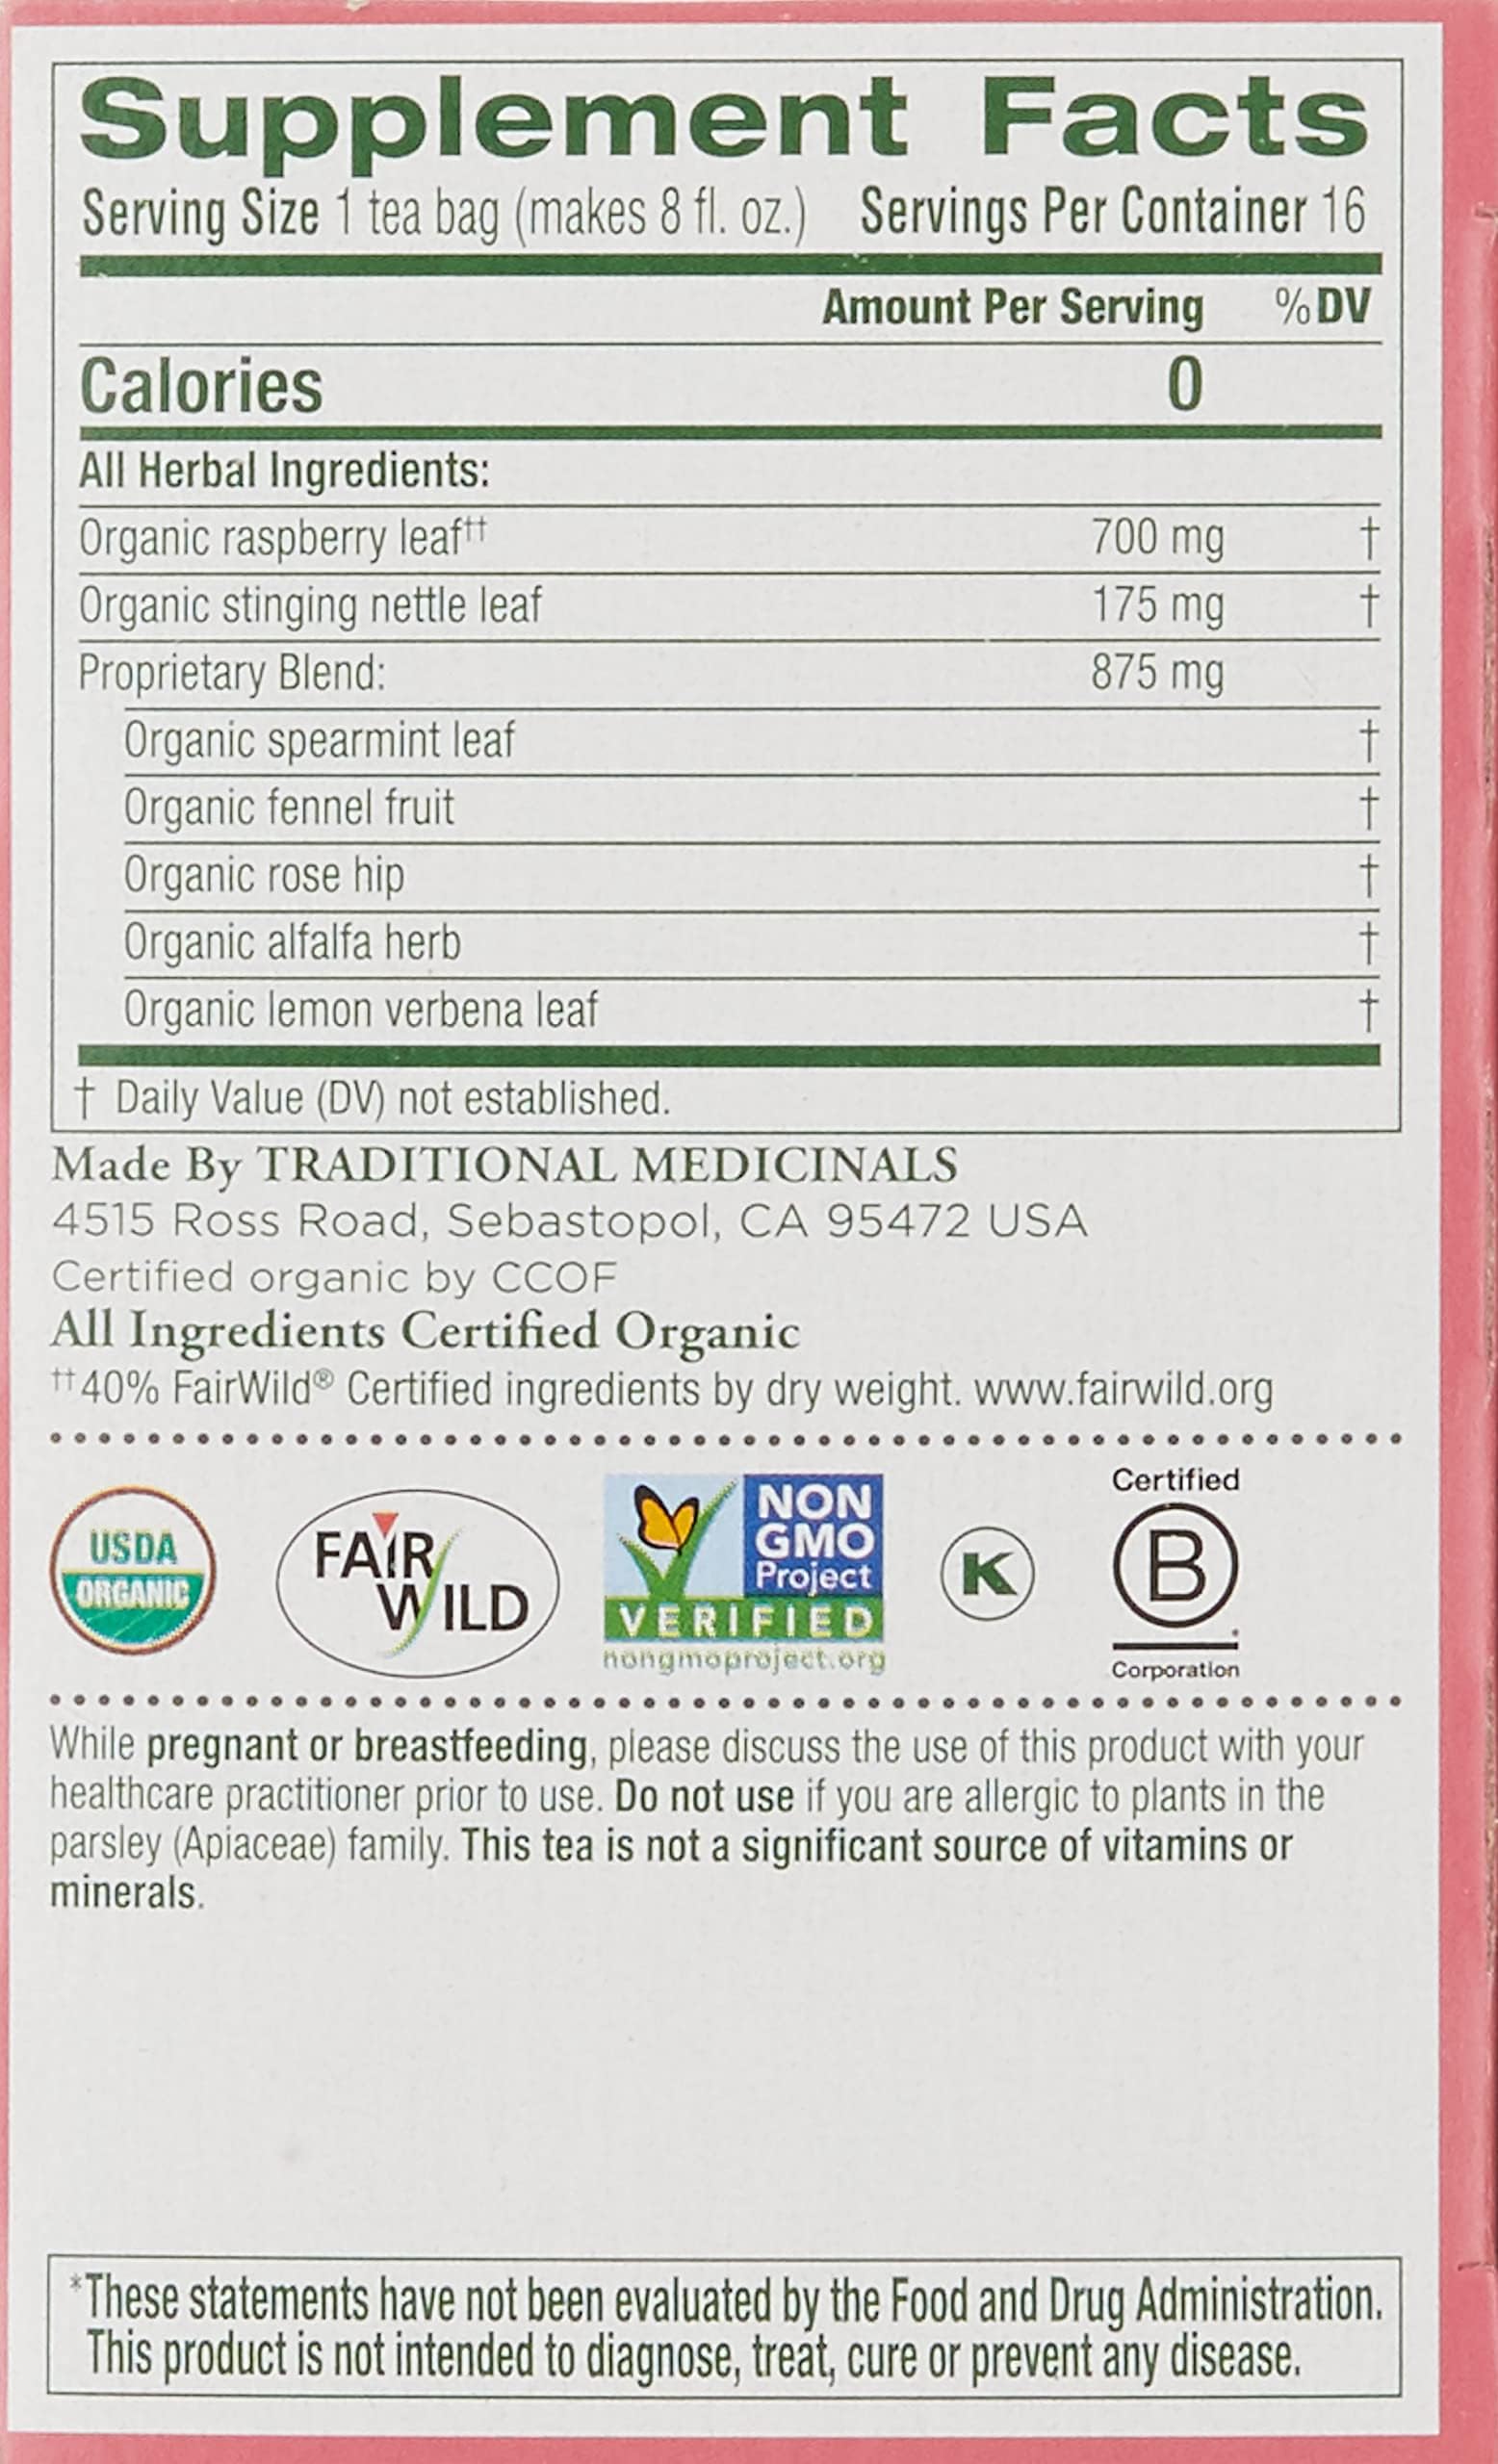 Supplement Facts
Serving Size 1 tea bag (makes 8 fl. oz.) Servings Per Container 16
Amount Per Serving %DV
Calories 0
All Herbal Ingredients:
Organic raspberry leaf†† 700 mg †
Organic stinging nettle leaf 175 mg †
Proprietary Blend: 875 mg
Organic spearmint leaf †
Organic fennel fruit †
Organic rose hip †
Organic alfalfa herb †
Organic lemon verbena leaf †
† Daily Value (DV) not established.
Made By TRADITIONAL MEDICINALS
4515 Ross Road, Sebastopol, CA 95472 USA
Certified organic by CCOF
All Ingredients Certified Organic
††40% FairWild® Certified ingredients by dry weight. www.fairwild.org
USDA
ORGANIC
FAIR
WILD
NON
GMO
Project
VERIFIED
nongmoproject.org
K
Certified
B
Corporation
While pregnant or breastfeeding, please discuss the use of this product with your
healthcare practitioner prior to use. Do not use if you are allergic to plants in the
parsley (Apiaceae) family. This tea is not a significant source of vitamins or
minerals.
*These statements have not been evaluated by the Food and Drug Administration.
This product is not intended to diagnose, treat, cure or prevent any disease.